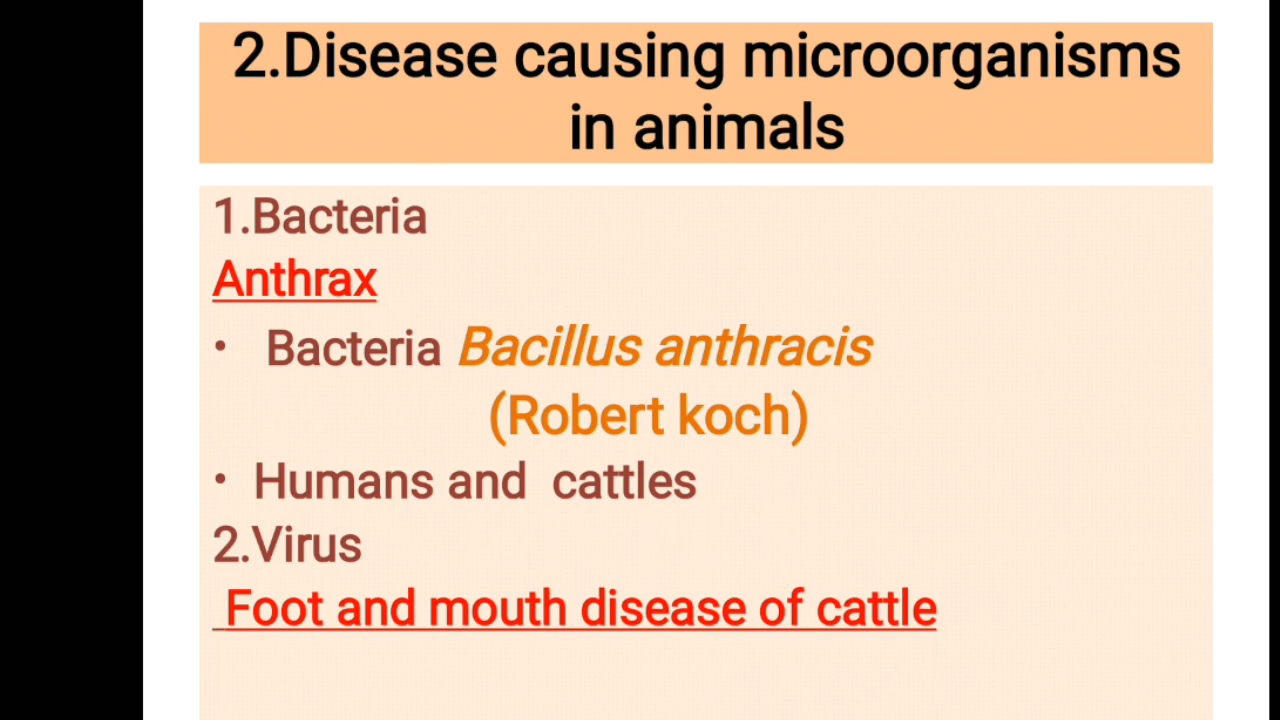 2.Disease causing microorganisms
in animals
1.Bacteria
Anthrax
• Bacteria Bacillus anthracis
(Robert koch)
• Humans and cattles
2.Virus
Foot and mouth disease of cattle